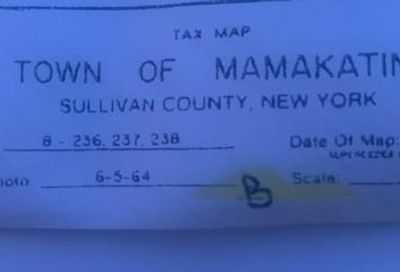 TAX MAP
TOWN OF MAMAKATIN
SULLIVAN COUNTY, NEW YORK
8 - 236, 237, 238 Date Of Map:
6-5-64 B Scale: